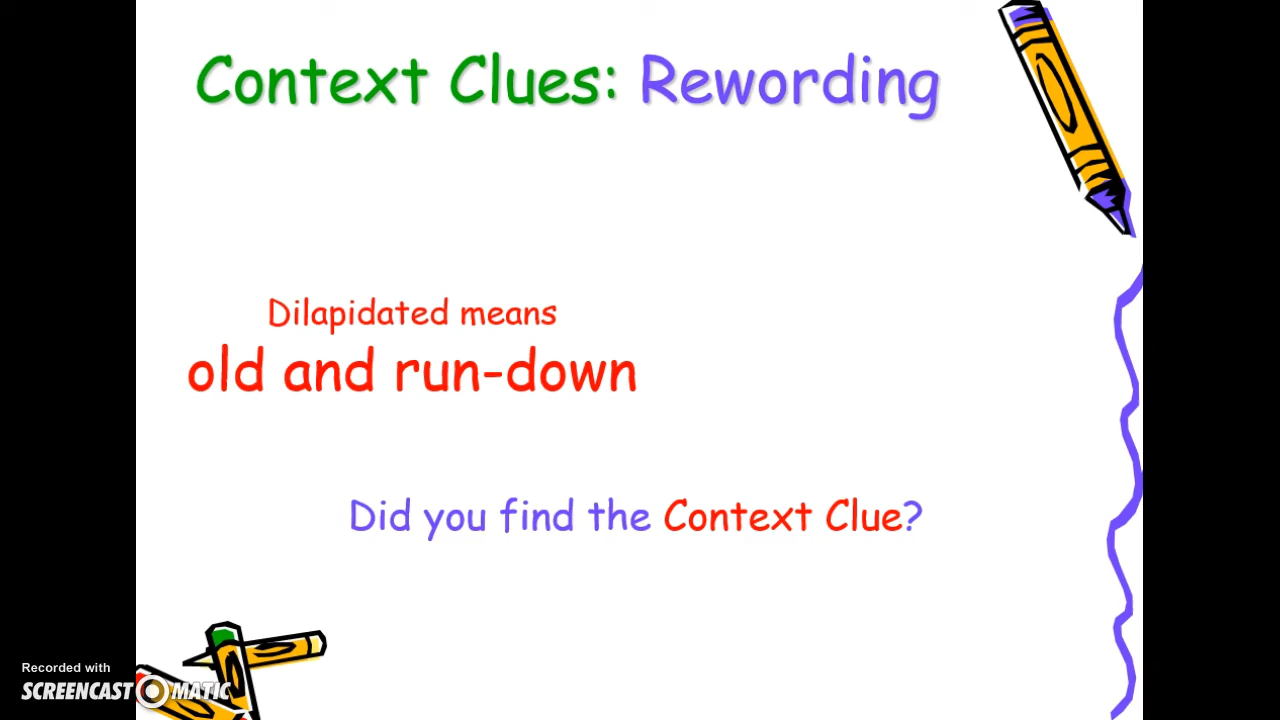 Context Clues: Rewording
Dilapidated means
old and run-down
Did you find the Context Clue?
Recorded with
SCREENCAST MATIC